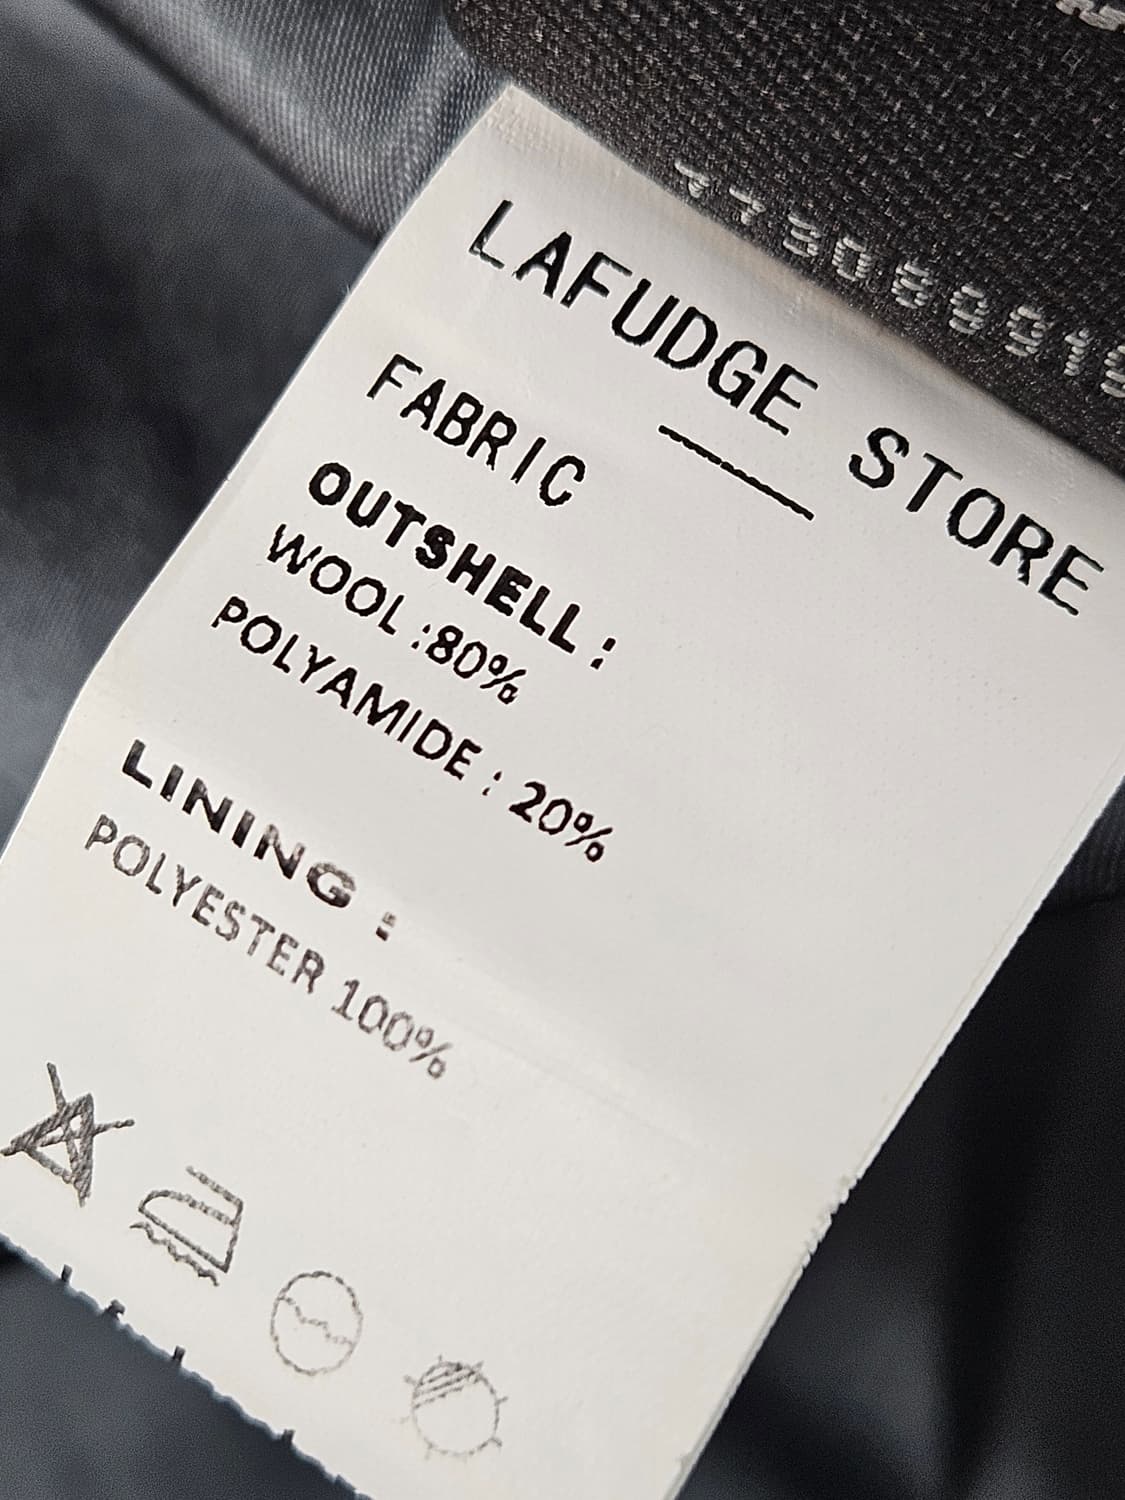 LAFUDGE STORE
FABRIC
OUTSHELL:
WOOL:80%
POLYAMIDE: 20%
LINING:
POLYESTER 100%